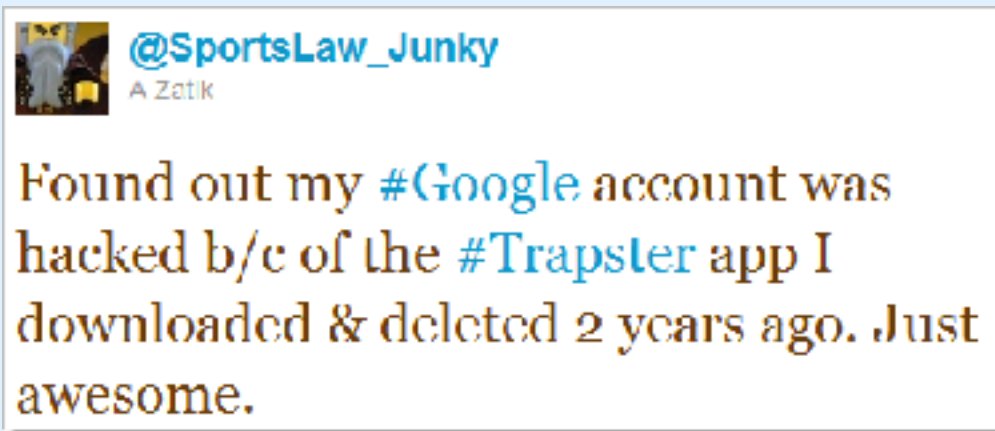 @SportsLaw_Junky
A Zatik
Found out my #Google account was
hacked b/c of the #Trapster app I
downloaded & deleted 2 years ago. Just
awesome.